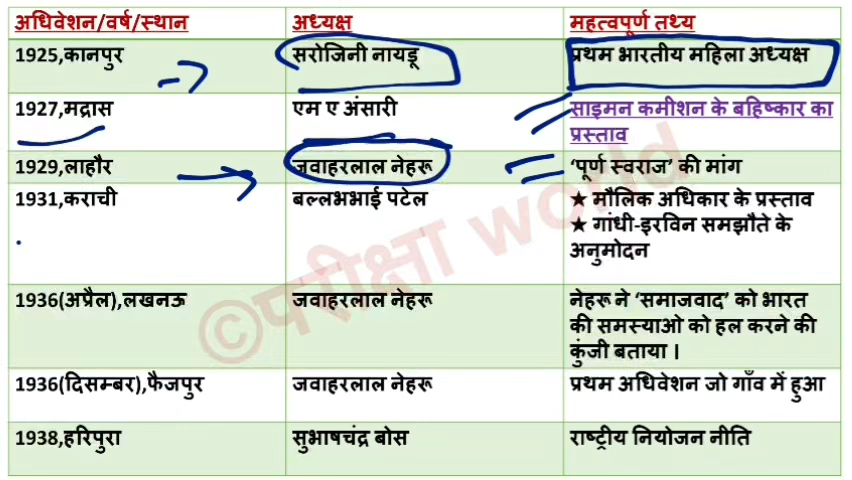 अधिवेशन/वर्ष/स्थान अध्यक्ष महत्वपूर्ण तथ्य
1925,कानपुर सरोजिनी नायडू प्रथम भारतीय महिला अध्यक्ष
1927,मद्रास एम ए अंसारी साइमन कमीशन के बहिष्कार का
प्रस्ताव
1929,लाहौर जवाहरलाल नेहरू ‘पूर्ण स्वराज’ की मांग
1931,कराची बल्लभभाई पटेल ★ मौलिक अधिकार के प्रस्ताव
★ गांधी-इरविन समझौते के
अनुमोदन
1936(अप्रैल),लखनऊ जवाहरलाल नेहरू नेहरू ने ‘समाजवाद’ को भारत
की समस्याओ को हल करने की
कुंजी बताया ।
1936(दिसम्बर),फैजपुर जवाहरलाल नेहरू प्रथम अधिवेशन जो गाँव में हुआ
1938,हरिपुरा सुभाषचंद्र बोस राष्ट्रीय नियोजन नीति
©परीक्षा world